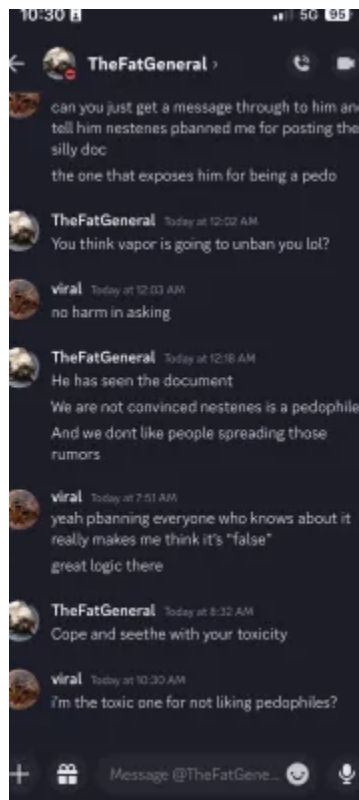 10:30
5G 95
TheFatGeneral ›
can you just get a message through to him an
tell him nestenes pbanned me for posting the
silly doc
the one that exposes him for being a pedo
TheFatGeneral Today at 12:02 AM
You think vapor is going to unban you lol?
viral Today at 12:03 AM
no harm in asking
TheFatGeneral Today at 12:18 AM
He has seen the document
We are not convinced nestenes is a pedophile
And we dont like people spreading those
rumors
viral Today at 7:51 AM
yeah pbanning everyone who knows about it
really makes me think it's "false"
great logic there
TheFatGeneral Today at 8:32 AM
Cope and seethe with your toxicity
viral Today at 10:30 AM
i'm the toxic one for not liking pedophiles?
Message @TheFatGene...